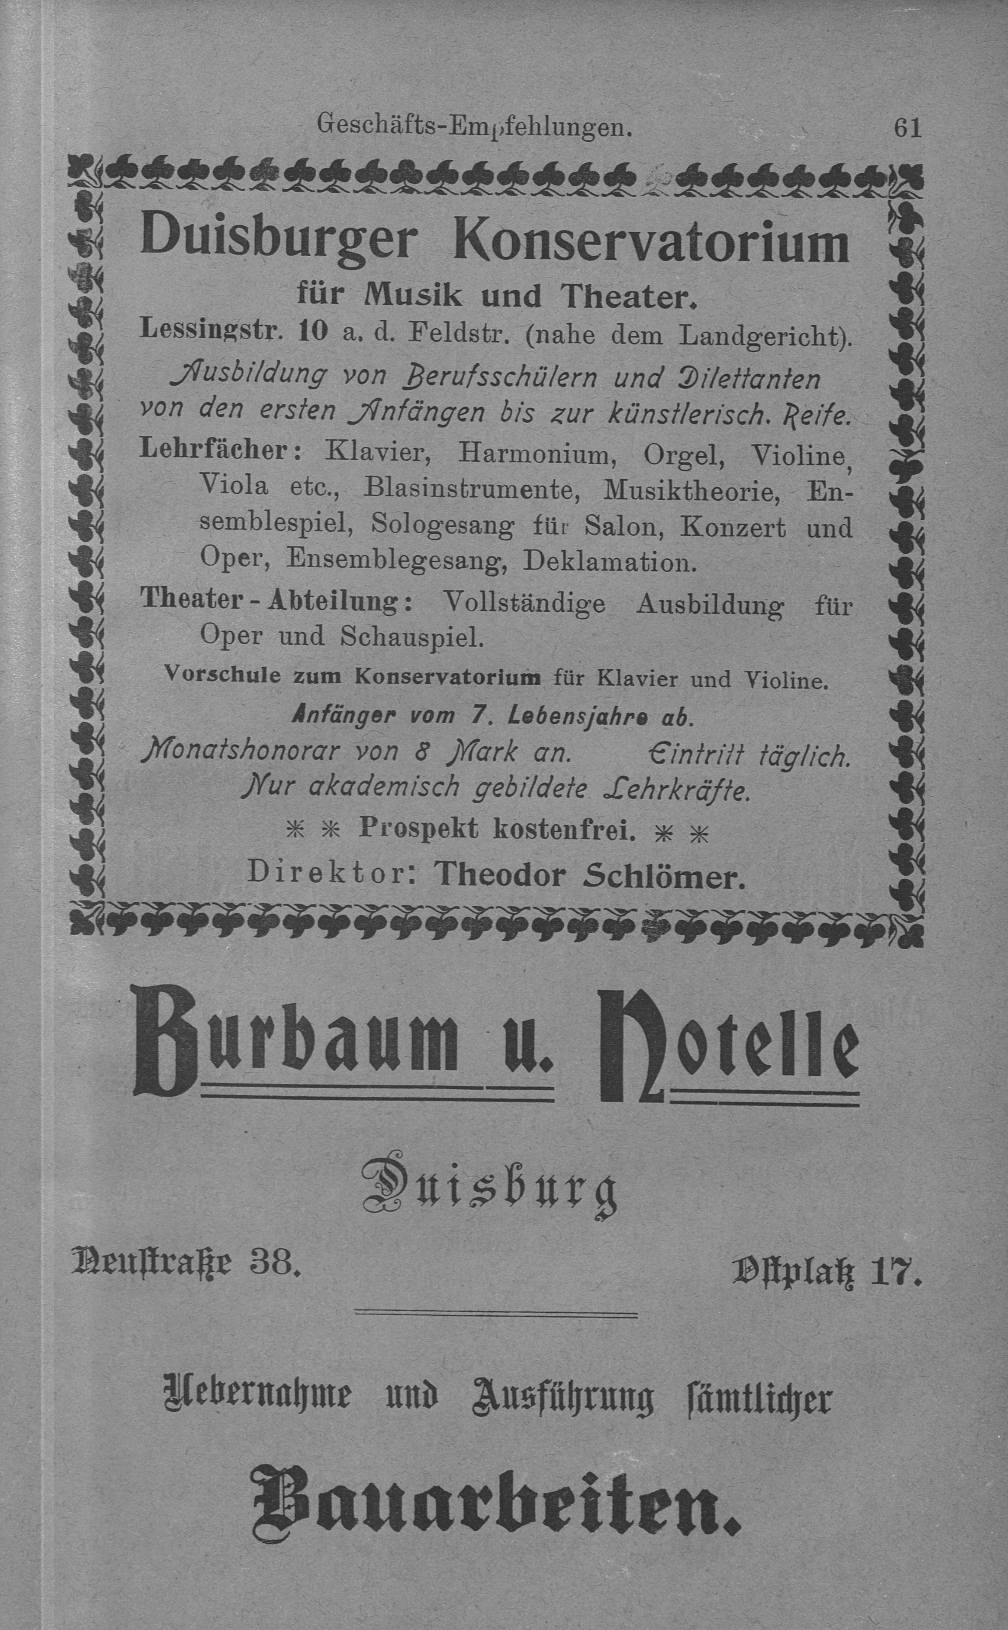 Geschäfts-Empfehlungen. 61
Duisburger Konservatorium
für Musik und Theater.
Lessingstr. 10 a. d. Feldstr. (nahe dem Landgericht).
Ausbildung von Berufsschülern und Dilettanten
von den ersten Anfängen bis zur künstlerisch. Reife.
Lehrfächer: Klavier, Harmonium, Orgel, Violine,
Viola etc., Blasinstrumente, Musiktheorie, En-
semblespiel, Sologesang für Salon, Konzert und
Oper, Ensemblegesang, Deklamation.
Theater-Abteilung: Vollständige Ausbildung für
Oper und Schauspiel.
Vorschule zum Konservatorium für Klavier und Violine.
Anfänger vom 7. Lebensjahre ab.
Monatshonorar von 8 Mark an. Eintritt täglich.
Nur akademisch gebildete Lehrkräfte.
* * Prospekt kostenfrei. * *
Direktor: Theodor Schlömer.
Burbaum u. Notelle
Duisburg
Neustraße 38. Ostplatz 17.
Uebernahme und Ausführung sämtlicher
Bauarbeiten.